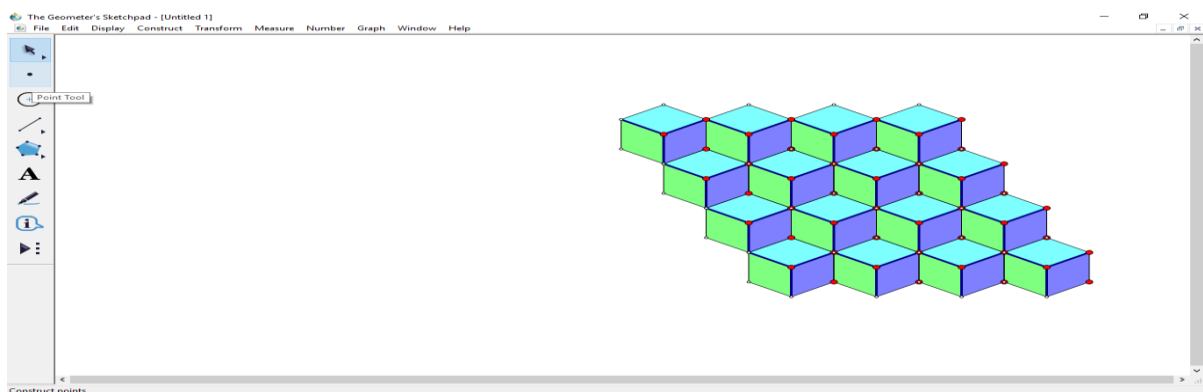 The Geometer's Sketchpad - [Untitled 1]
File Edit Display Construct Transform Measure Number Graph Window Help
Point Tool
A
Construct points